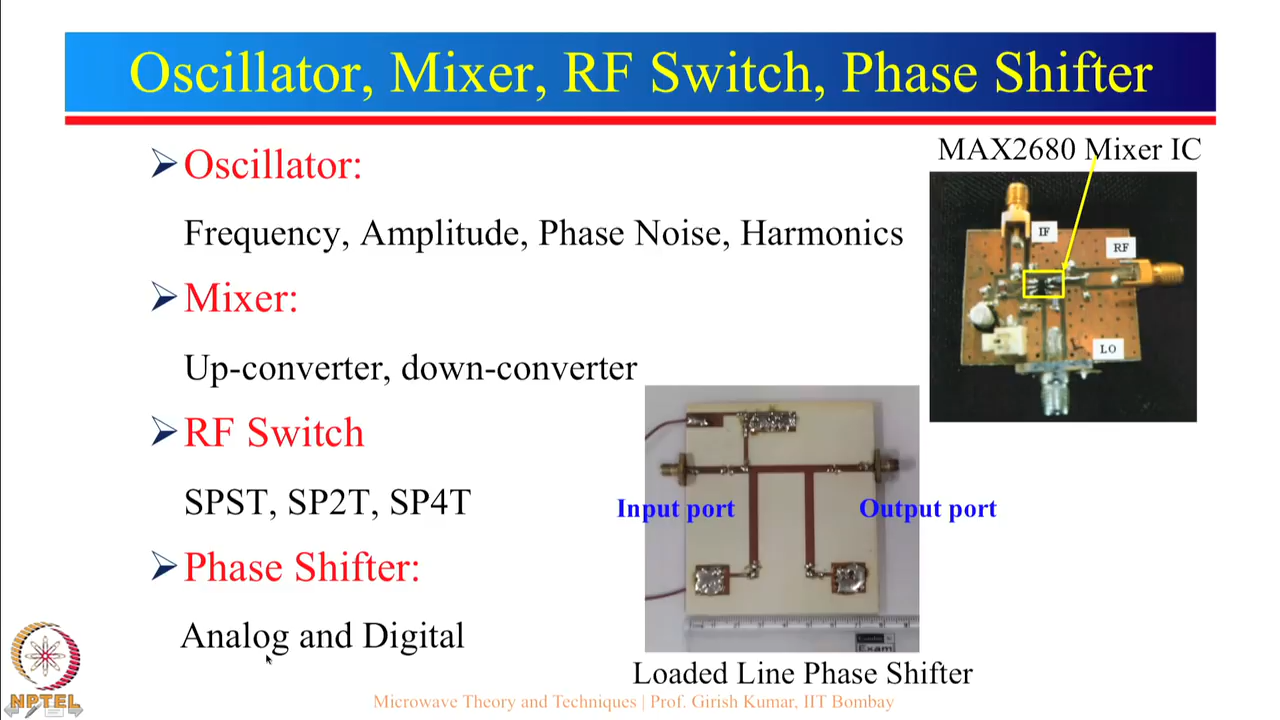 Oscillator, Mixer, RF Switch, Phase Shifter
Oscillator:
Frequency, Amplitude, Phase Noise, Harmonics
Mixer:
Up-converter, down-converter
RF Switch
SPST, SP2T, SP4T
Phase Shifter:
Analog and Digital
MAX2680 Mixer IC
IF
RF
LO
Input port
Output port
Exam
Loaded Line Phase Shifter
NPTEL
Microwave Theory and Techniques | Prof. Girish Kumar, IIT Bombay